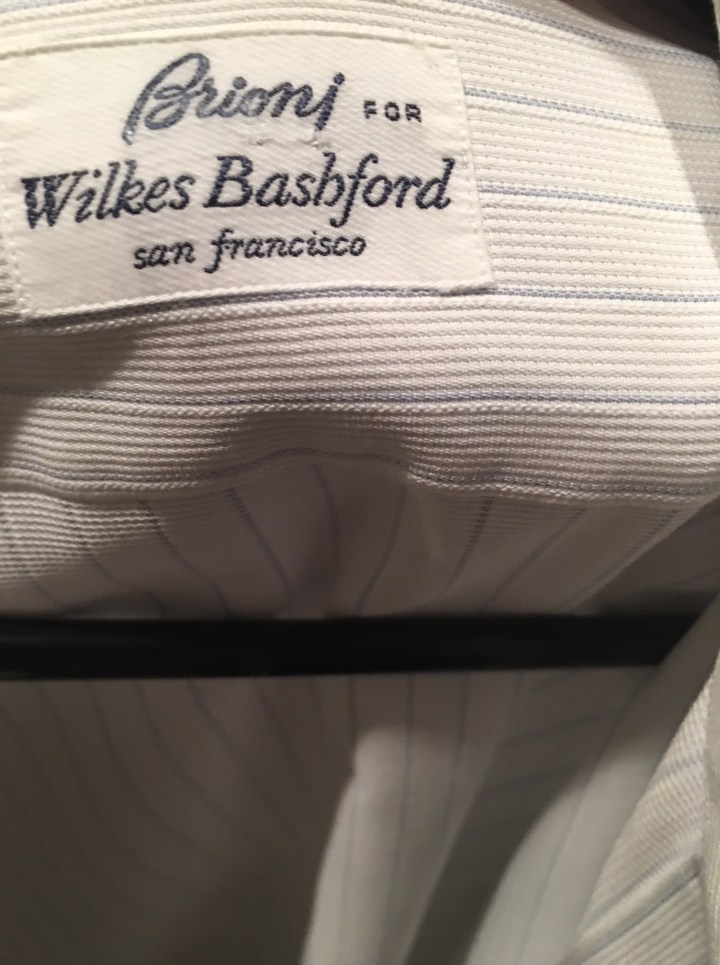 Brioni FOR
Wilkes Bashford
san francisco